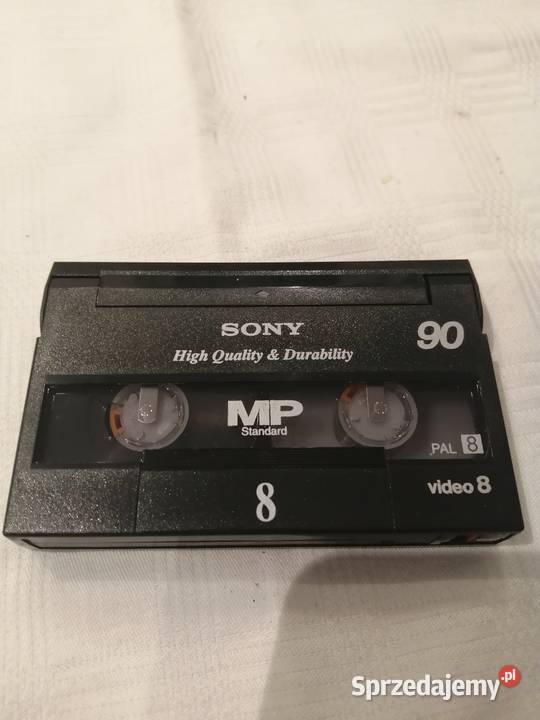 SONY
90
High Quality & Durability
MP
Standard
PAL 8
8
video 8
Sprzedajemy.pl